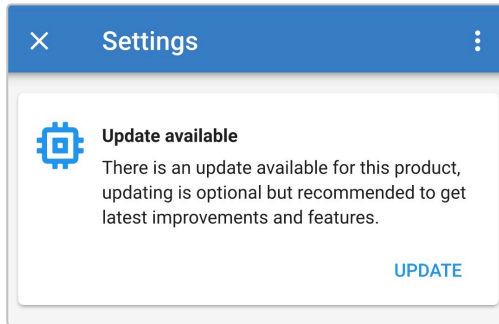 Settings
Update available
There is an update available for this product,
updating is optional but recommended to get
latest improvements and features.
UPDATE